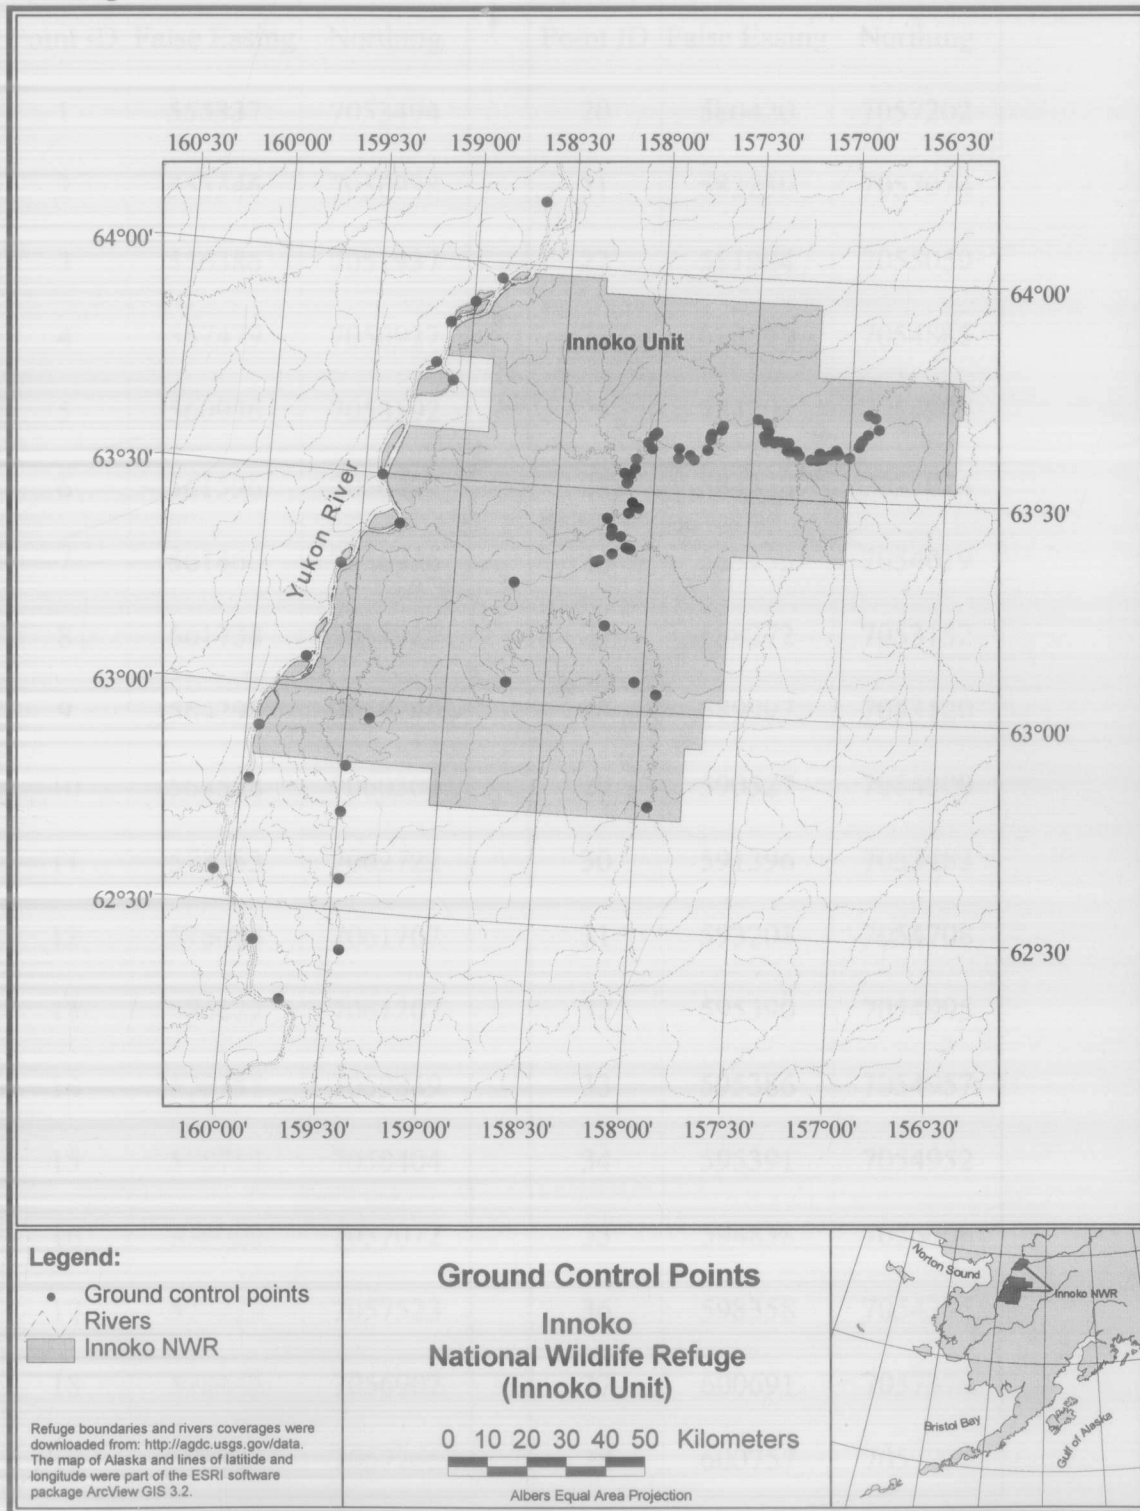 160°30' 160°00' 159°30' 159°00' 158°30' 158°00' 157°30' 157°00' 156°30'
64°00'
64°00'
Innoko Unit
63°30'
63°30'
Yukon River
63°00'
63°00'
62°30'
62°30'
160°00' 159°30' 159°00' 158°30' 158°00' 157°30' 157°00' 156°30'
Legend:
Ground control points
Rivers
Innoko NWR
Refuge boundaries and rivers coverages were
downloaded from: http://agdc.usgs.gov/data.
The map of Alaska and lines of latitide and
longitude were part of the ESRI software
package ArcView GIS 3.2.
Ground Control Points
Innoko
National Wildlife Refuge
(Innoko Unit)
0 10 20 30 40 50 Kilometers
Albers Equal Area Projection
Norton Sound
Innoko NWR
Bristol Bay
Gulf of Alaska